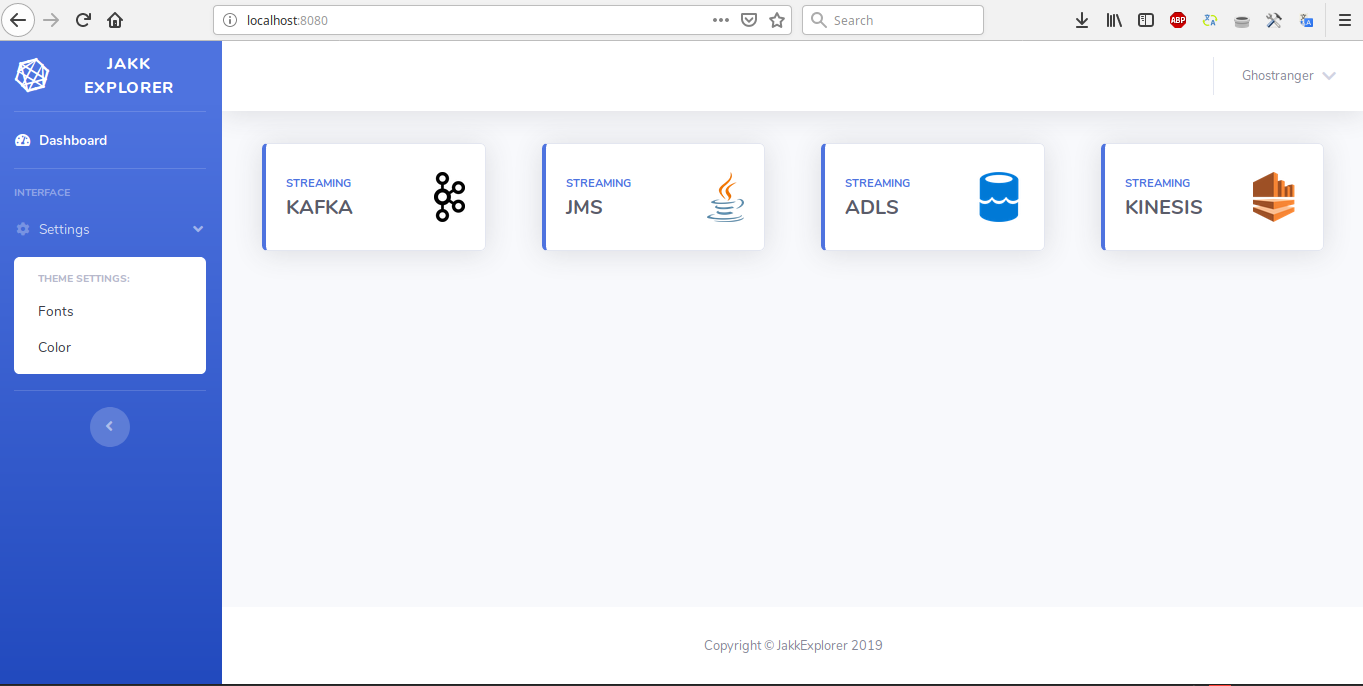 localhost:8080
Search
ABP
JAKK
EXPLORER
Ghostranger
Dashboard
INTERFACE
Settings
THEME SETTINGS:
Fonts
Color
STREAMING
KAFKA
STREAMING
JMS
STREAMING
ADLS
STREAMING
KINESIS
Copyright © JakkExplorer 2019